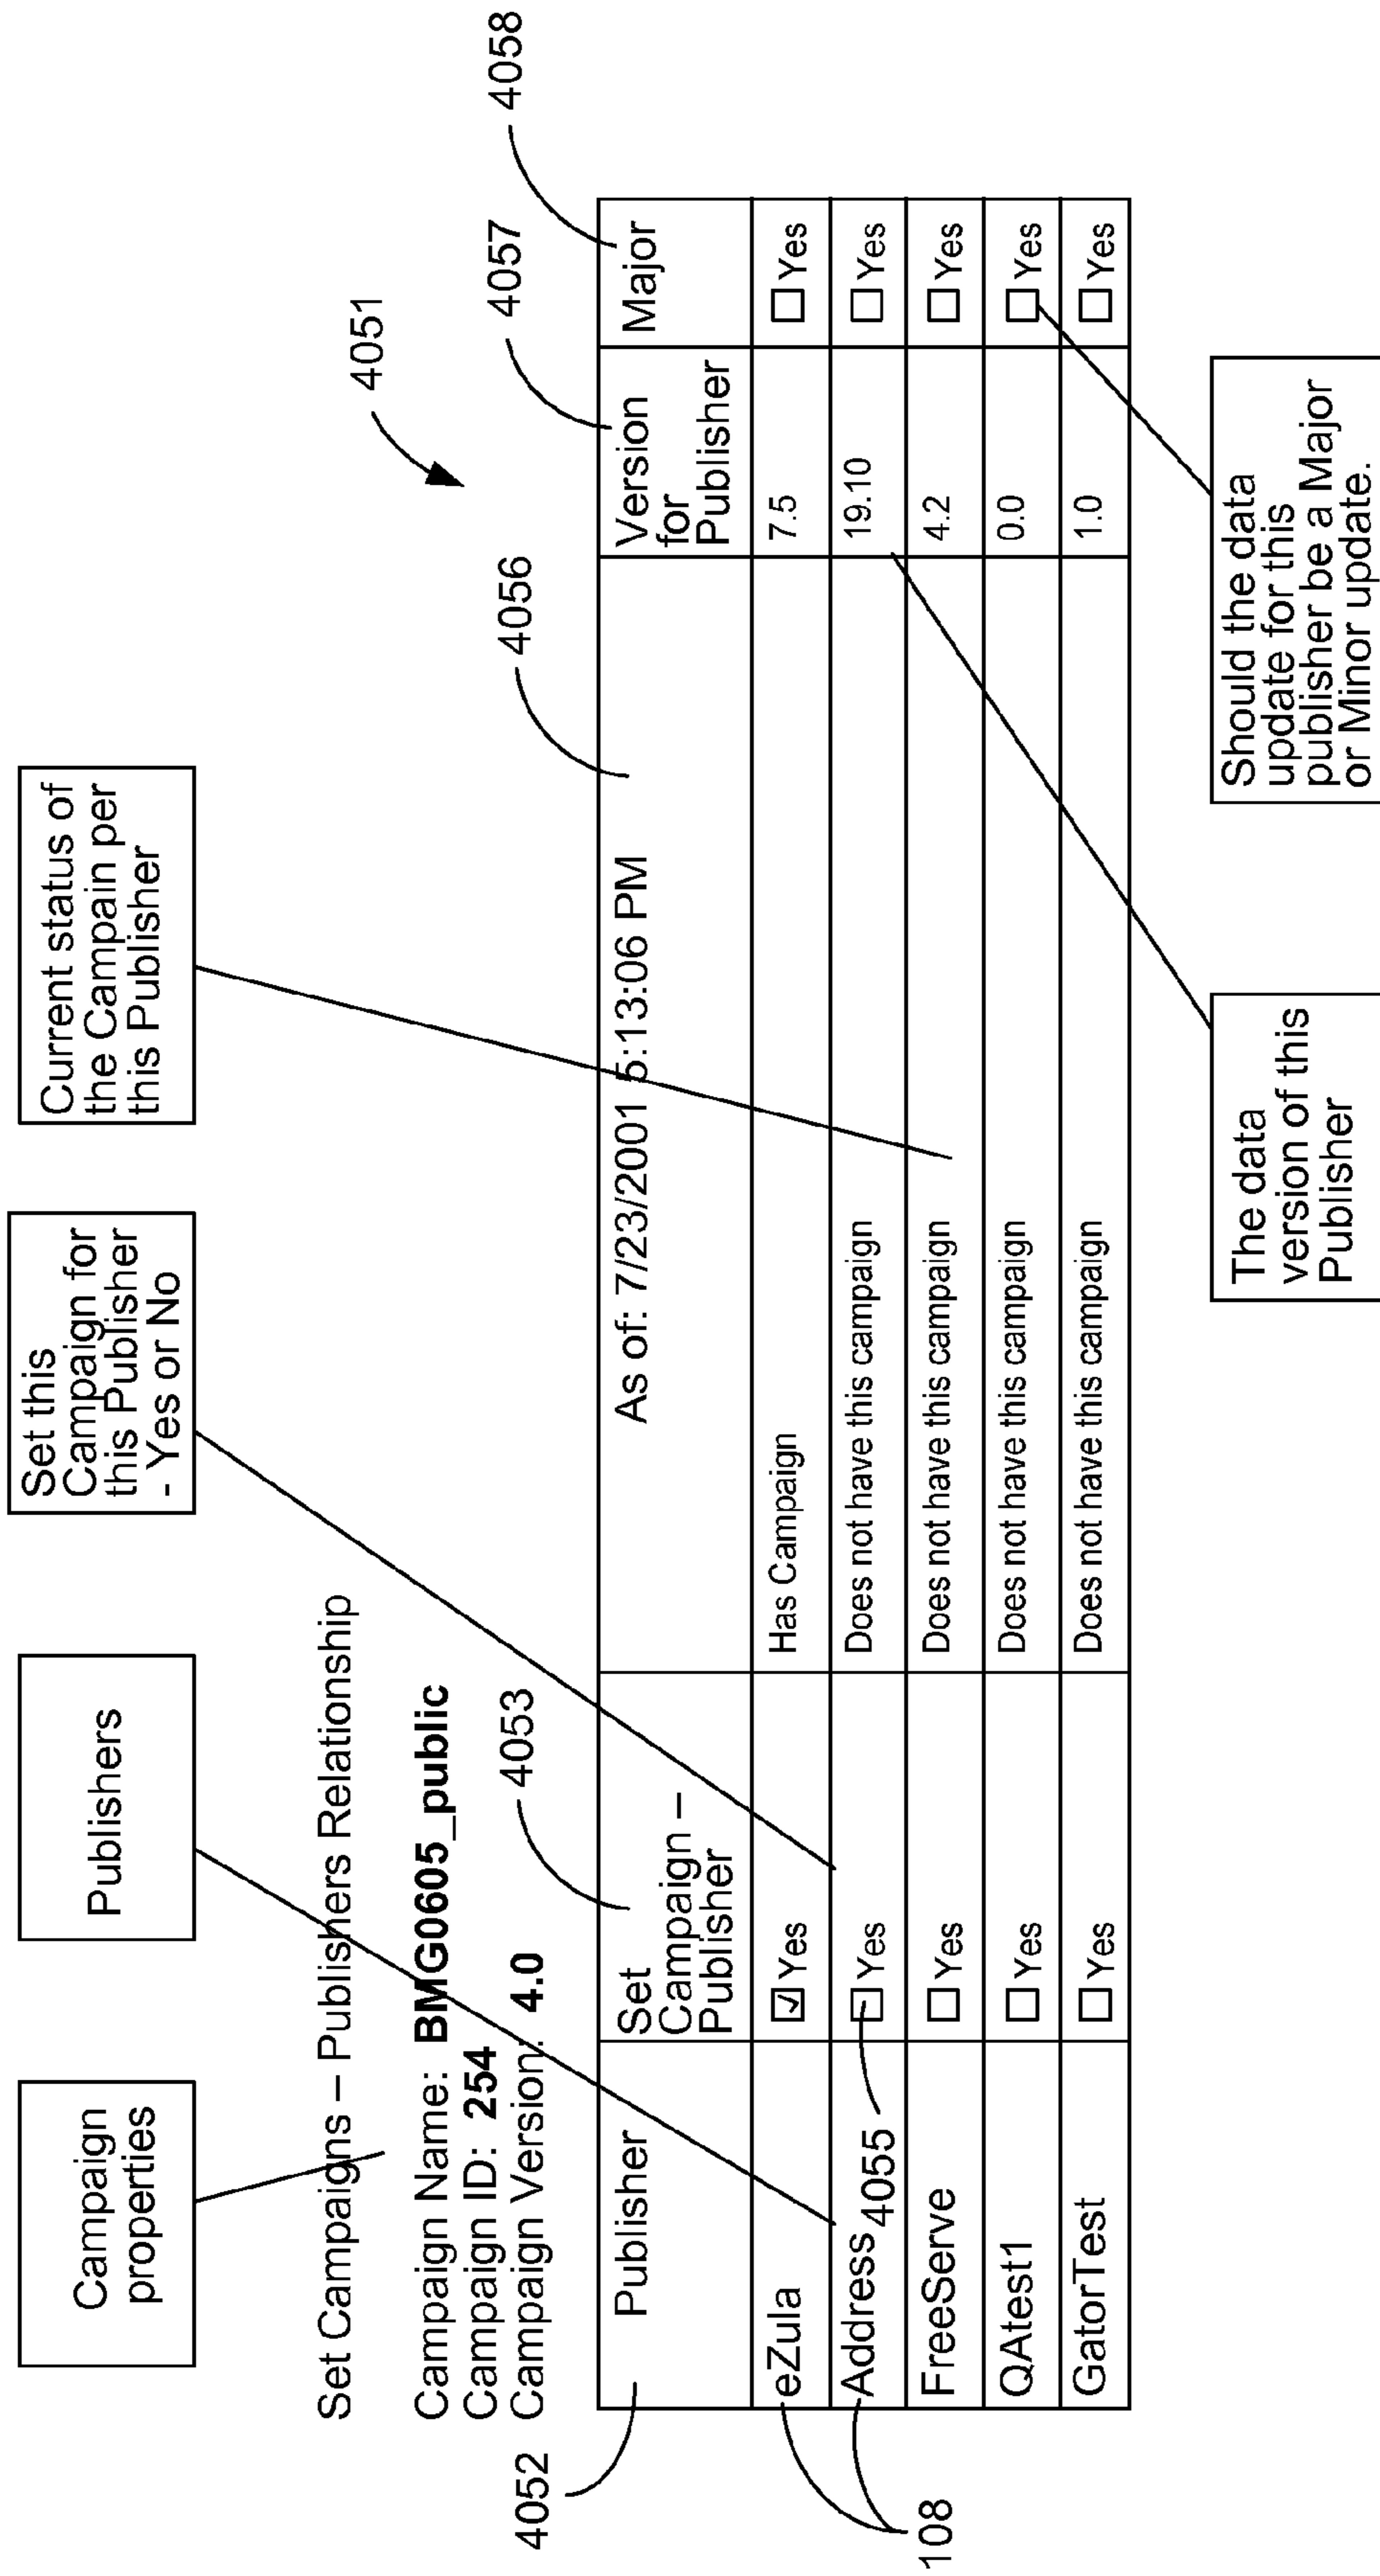 Campaign
properties
Publishers
Set this
Campaign for
this Publisher
- Yes or No
Current status of
the Campain per
this Publisher
Set Campaigns – Publishers Relationship
4051
Campaign Name: BMG0605_public
Campaign ID: 254
Campaign Version: 4.0
4052
4053
4056
4057
4058
Publisher
Set
Campaign –
Publisher
As of: 7/23/2001 5:13:06 PM
Version
for
Publisher
Major
eZula
Yes
Has Campaign
7.5
Yes
Address
4055
Yes
Does not have this campaign
19.10
Yes
FreeServe
Yes
Does not have this campaign
4.2
Yes
QAtest1
Yes
Does not have this campaign
0.0
Yes
GatorTest
Yes
Does not have this campaign
1.0
Yes
108
The data
version of this
Publisher
Should the data
update for this
publisher be a Major
or Minor update.